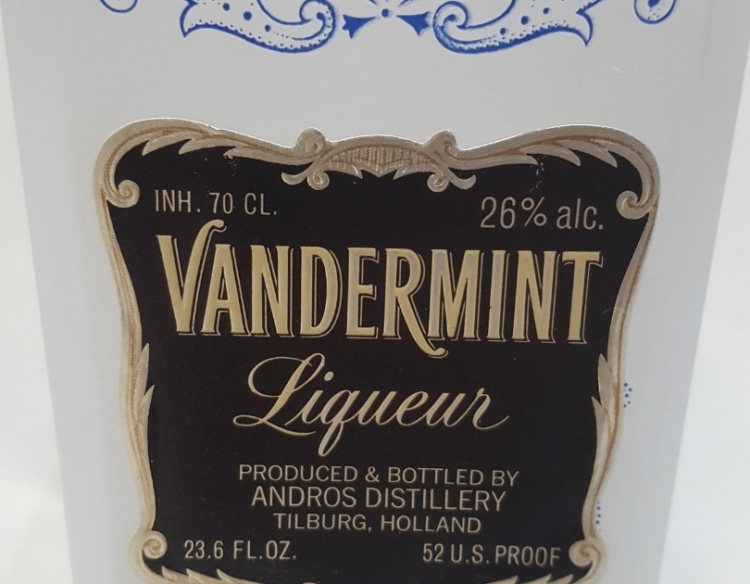 INH. 70 CL. 26% alc.
VANDERMINT
Liqueur
PRODUCED & BOTTLED BY
ANDROS DISTILLERY
TILBURG, HOLLAND
23.6 FL.OZ. 52 U.S. PROOF